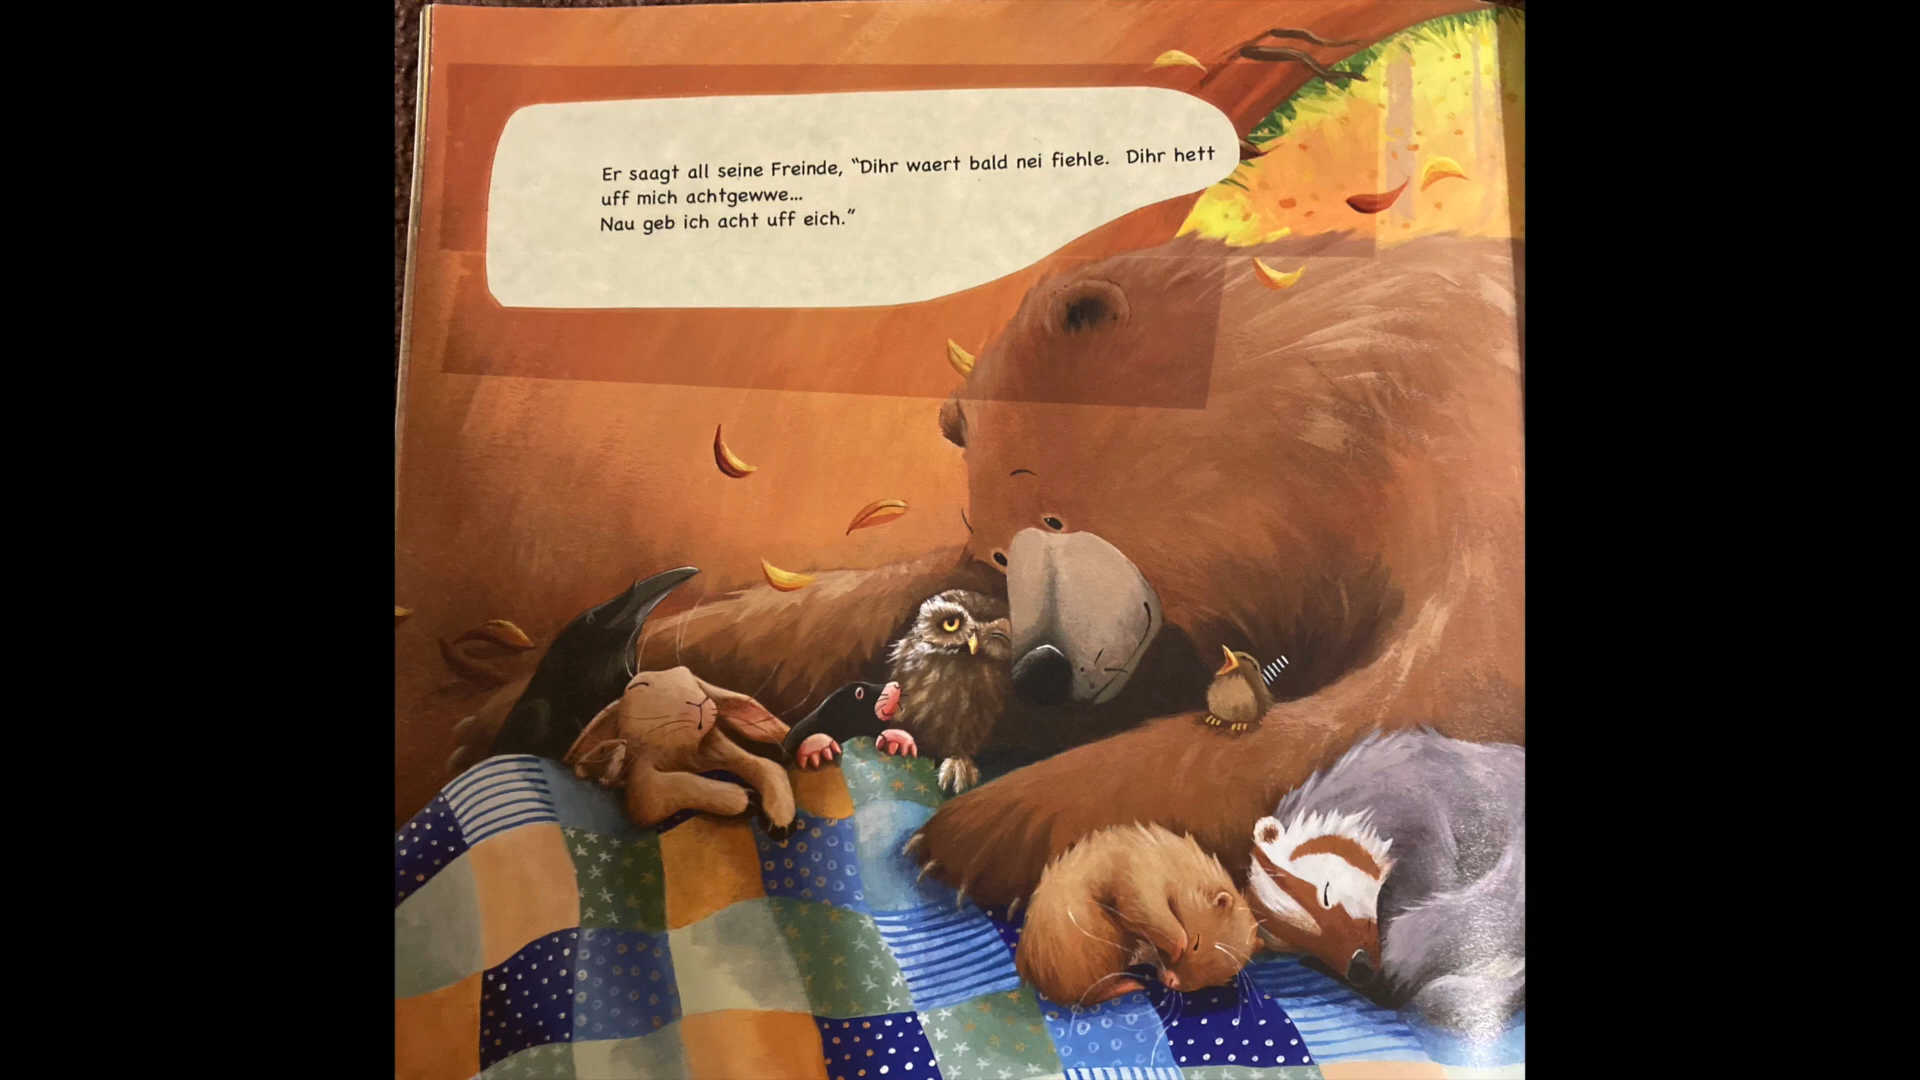 Er saagt all seine Freinde, “Dihr waert bald nei fiehle. Dihr hett
uff mich achtgewwe...
Nau geb ich acht uff eich.”